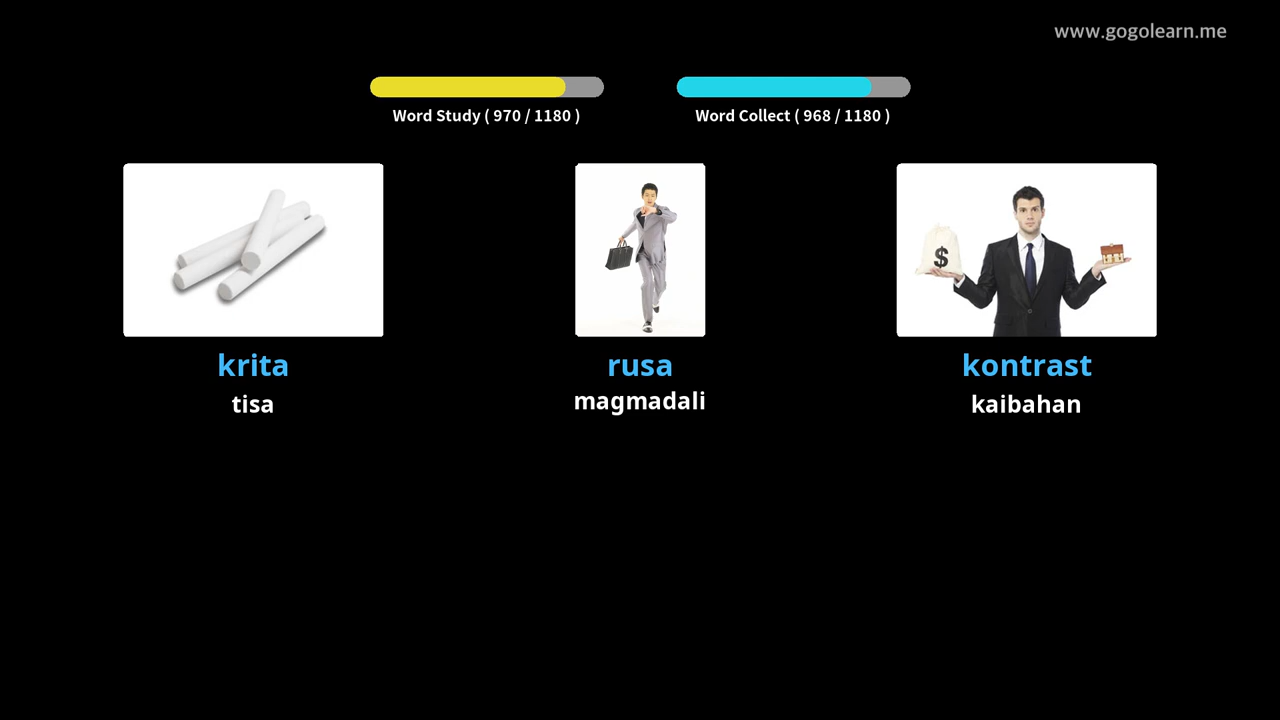 www.gogolearn.me
Word Study ( 970 / 1180 )
Word Collect ( 968 / 1180 )
$
krita
tisa
rusa
magmadali
kontrast
kaibahan